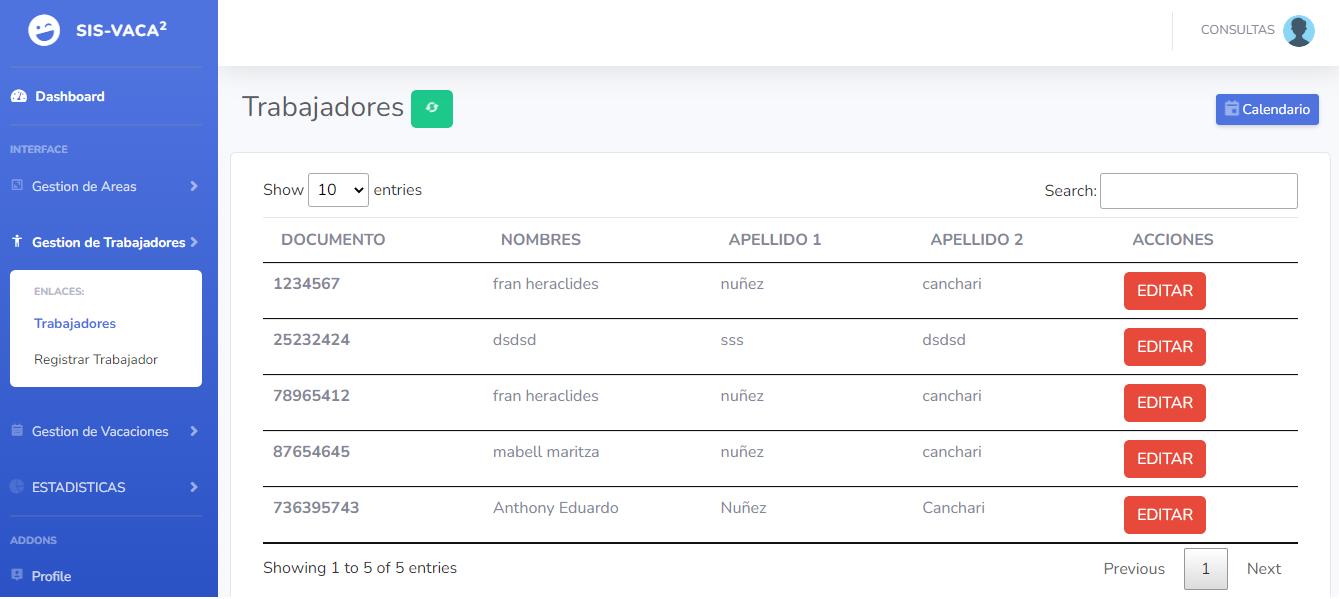 SIS-VACA²
CONSULTAS
Dashboard
INTERFACE
Gestion de Areas
Gestion de Trabajadores
ENLACES:
Trabajadores
Registrar Trabajador
Gestion de Vacaciones
ESTADISTICAS
ADDONS
Profile
Trabajadores
Calendario
Show 10 entries
Search:
DOCUMENTO NOMBRES APELLIDO 1 APELLIDO 2 ACCIONES
1234567 fran heraclides nuñez canchari EDITAR
25232424 dsdsd sss dsdsd EDITAR
78965412 fran heraclides nuñez canchari EDITAR
87654645 mabell maritza nuñez canchari EDITAR
736395743 Anthony Eduardo Nuñez Canchari EDITAR
Showing 1 to 5 of 5 entries
Previous 1 Next